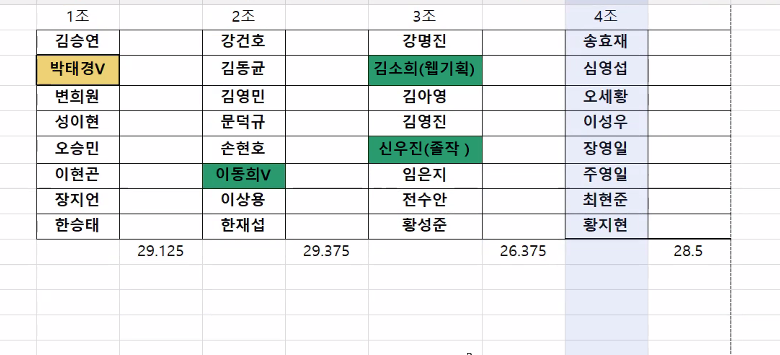 1조 2조 3조 4조
김승연 강건호 강명진 송효재
박태경V 김동균 김소희(웹기획) 심영섭
변희원 김영민 김아영 오세황
성이현 문덕규 김영진 이성우
오승민 손현호 신우진(졸작 ) 장영일
이현곤 이동희V 임은지 주영일
장지언 이상용 전수안 최현준
한승태 한재섭 황성준 황지현
29.125 29.375 26.375 28.5